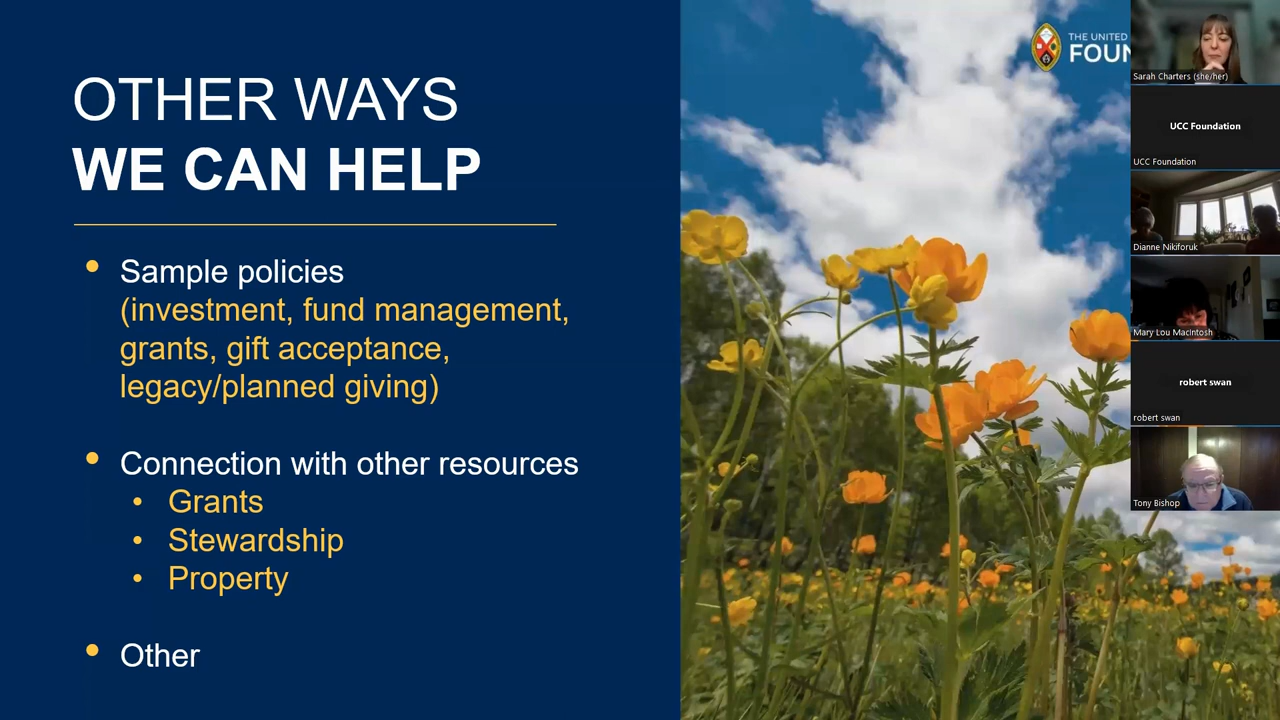 OTHER WAYS
WE CAN HELP
• Sample policies
(investment, fund management,
grants, gift acceptance,
legacy/planned giving)
• Connection with other resources
• Grants
• Stewardship
• Property
• Other
THE UNITED
FOUN
Sarah Charters (she/her)
UCC Foundation
UCC Foundation
Dianne Nikiforuk
Mary Lou MacIntosh
robert swan
robert swan
Tony Bishop